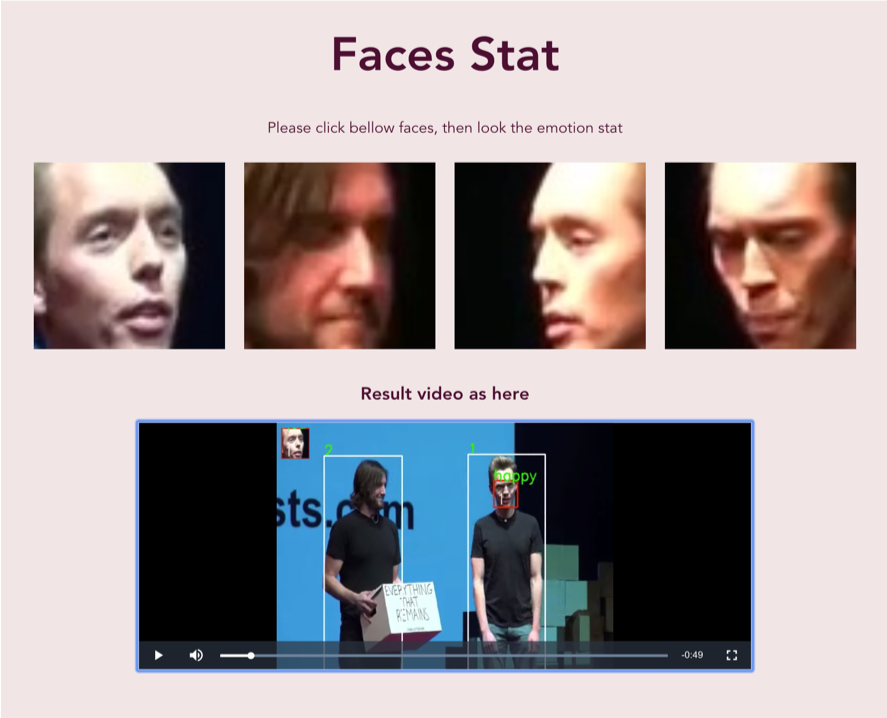 Faces Stat
Please click bellow faces, then look the emotion stat
Result video as here
2
1
happy
sts.com
EVERYTHING
THAT
REMAINS
-0:49